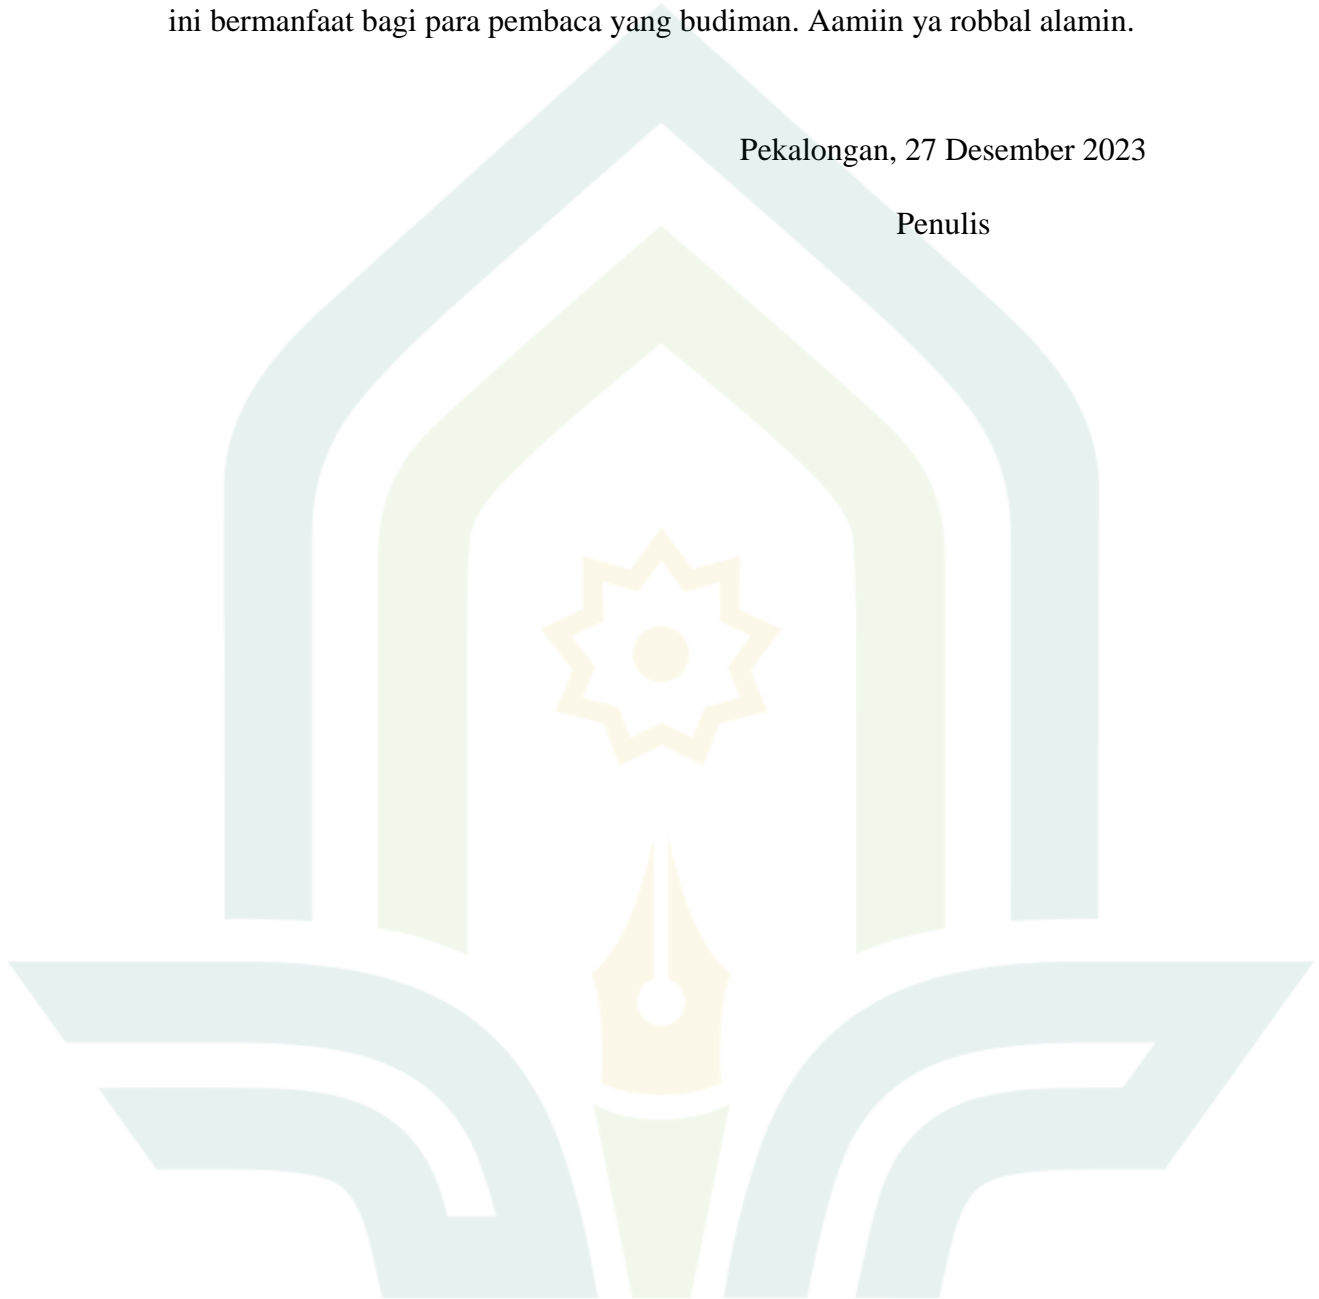 ini bermanfaat bagi para pembaca yang budiman. Aamiin ya robbal alamin.
Pekalongan, 27 Desember 2023
Penulis